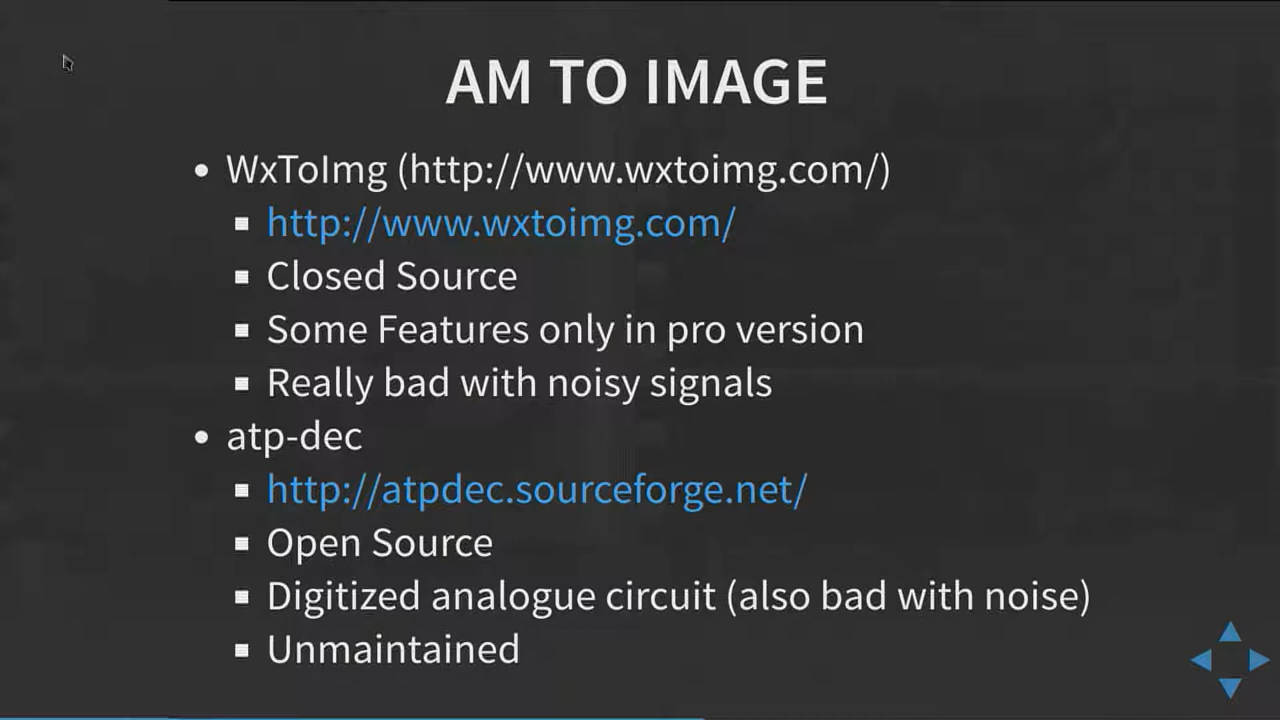 AM TO IMAGE
WxToImg (http://www.wxtoimg.com/)
http://www.wxtoimg.com/
Closed Source
Some Features only in pro version
Really bad with noisy signals
atp-dec
http://atpdec.sourceforge.net/
Open Source
Digitized analogue circuit (also bad with noise)
Unmaintained